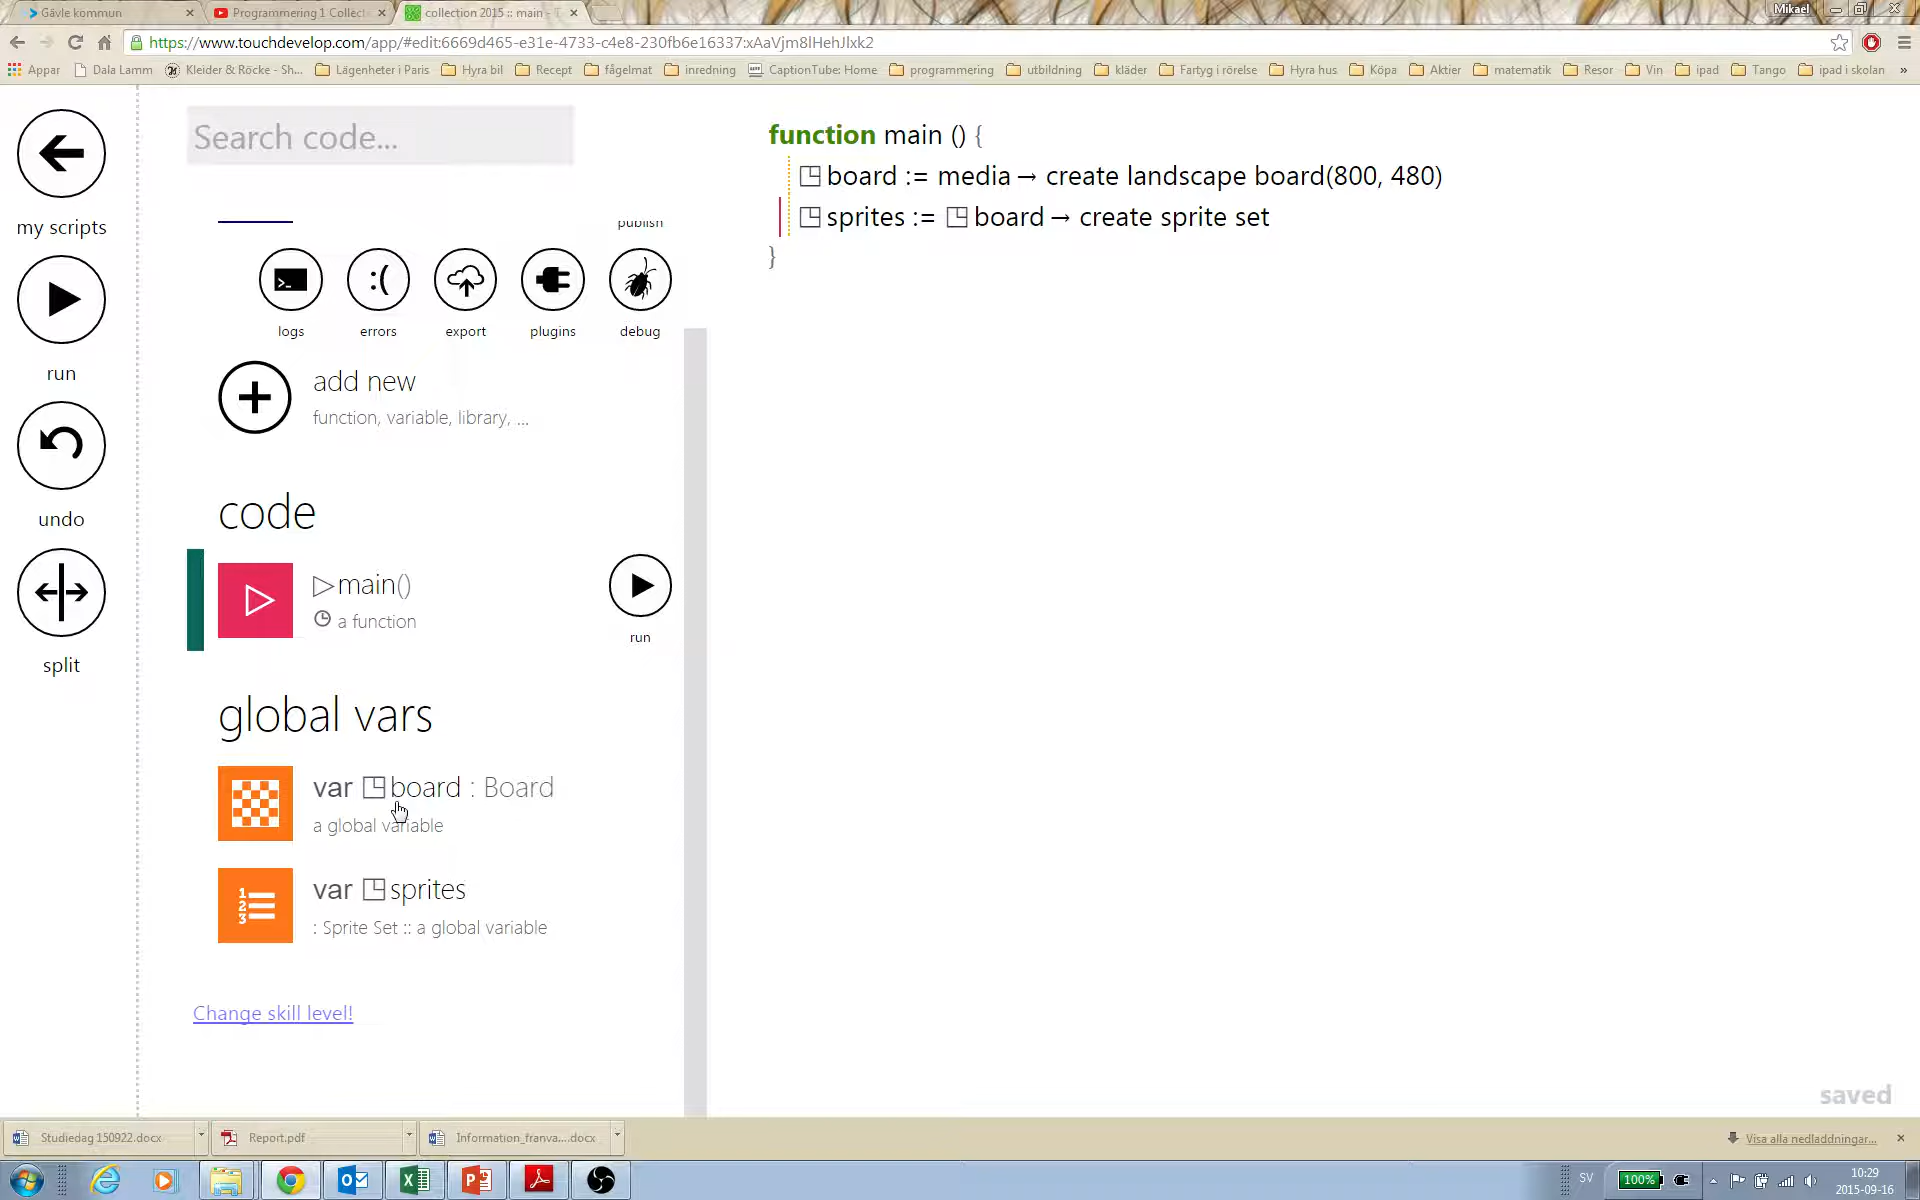 Gävle kommun
Programmering 1 Collect
collection 2015 :: main - T
Mikael
https://www.touchdevelop.com/app/#edit:6669d465-e31e-4733-c4e8-230fb6e16337:xAaVjm8lHehJlxk2
Appar
Dala Lamm
Kleider & Röcke - Sh...
Lägenheter i Paris
Hyra bil
Recept
fågelmat
inredning
CaptionTube: Home
programmering
utbildning
kläder
Fartyg i rörelse
Hyra hus
Köpa
Aktier
matematik
Resor
Vin
ipad
Tango
ipad i skolan
»
my scripts
run
undo
split
Search code...
publish
logs
errors
export
plugins
debug
add new
function, variable, library, ...
code
main()
a function
run
global vars
var board : Board
a global variable
var sprites
: Sprite Set :: a global variable
Change skill level!
function main () {
board := media → create landscape board(800, 480)
sprites := board → create sprite set
}
saved
Studiedag 150922.docx
Report.pdf
Information_franva....docx
Visa alla nedladdningar...
SV
100%
10:29
2015-09-16